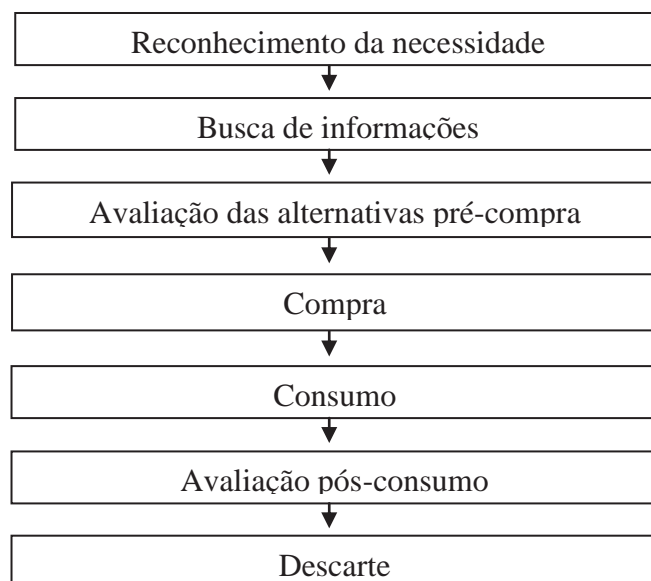 Reconhecimento da necessidade
Busca de informações
Avaliação das alternativas pré-compra
Compra
Consumo
Avaliação pós-consumo
Descarte